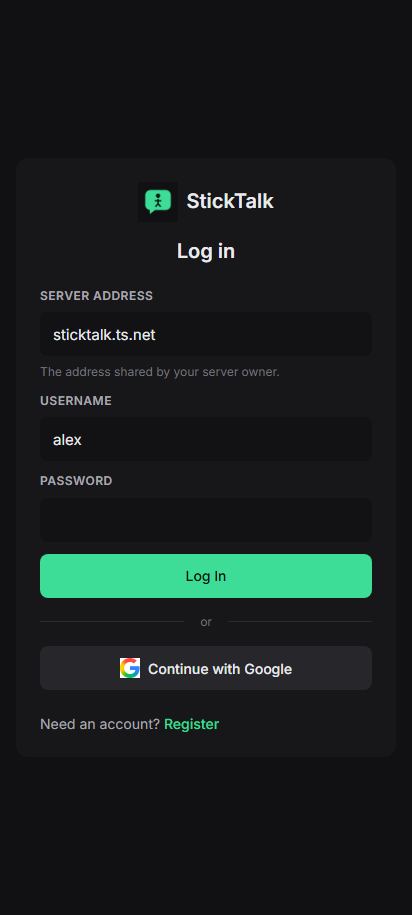 StickTalk
Log in
SERVER ADDRESS
sticktalk.ts.net
The address shared by your server owner.
USERNAME
alex
PASSWORD
Log In
or
Continue with Google
Need an account? Register